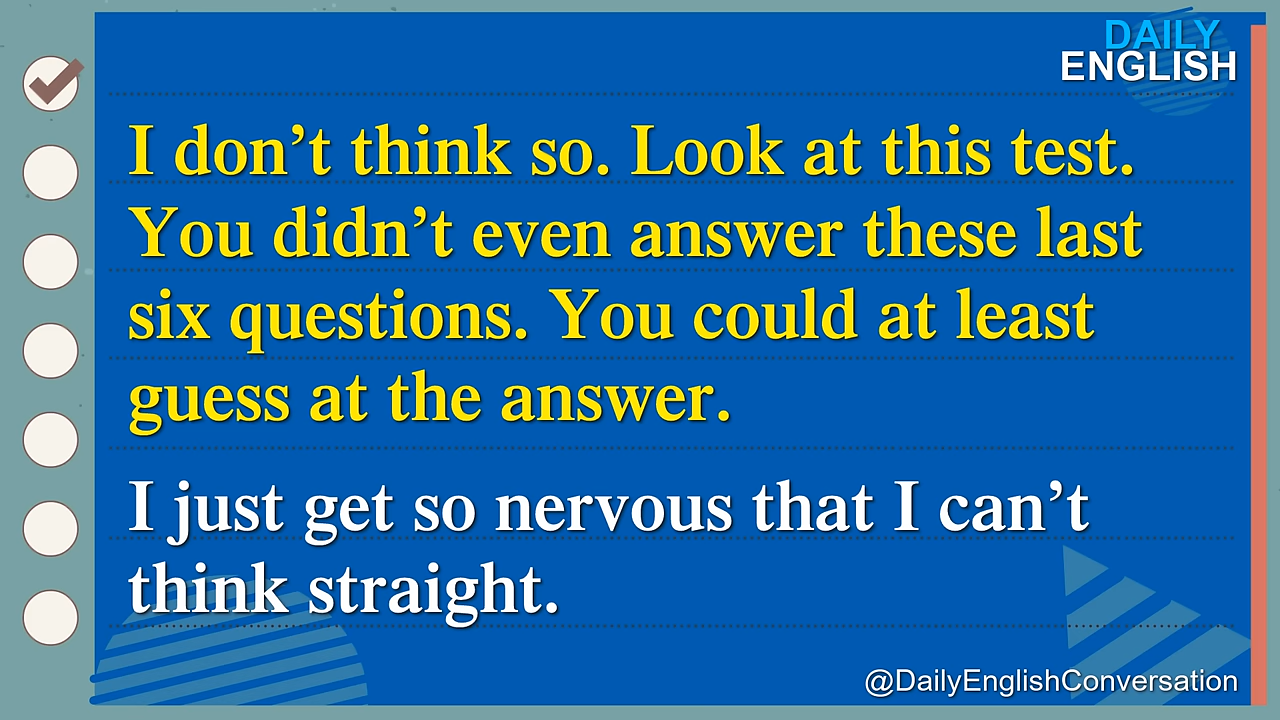 DAILY
ENGLISH
I don’t think so. Look at this test.
You didn’t even answer these last
six questions. You could at least
guess at the answer.
I just get so nervous that I can’t
think straight.
@DailyEnglishConversation